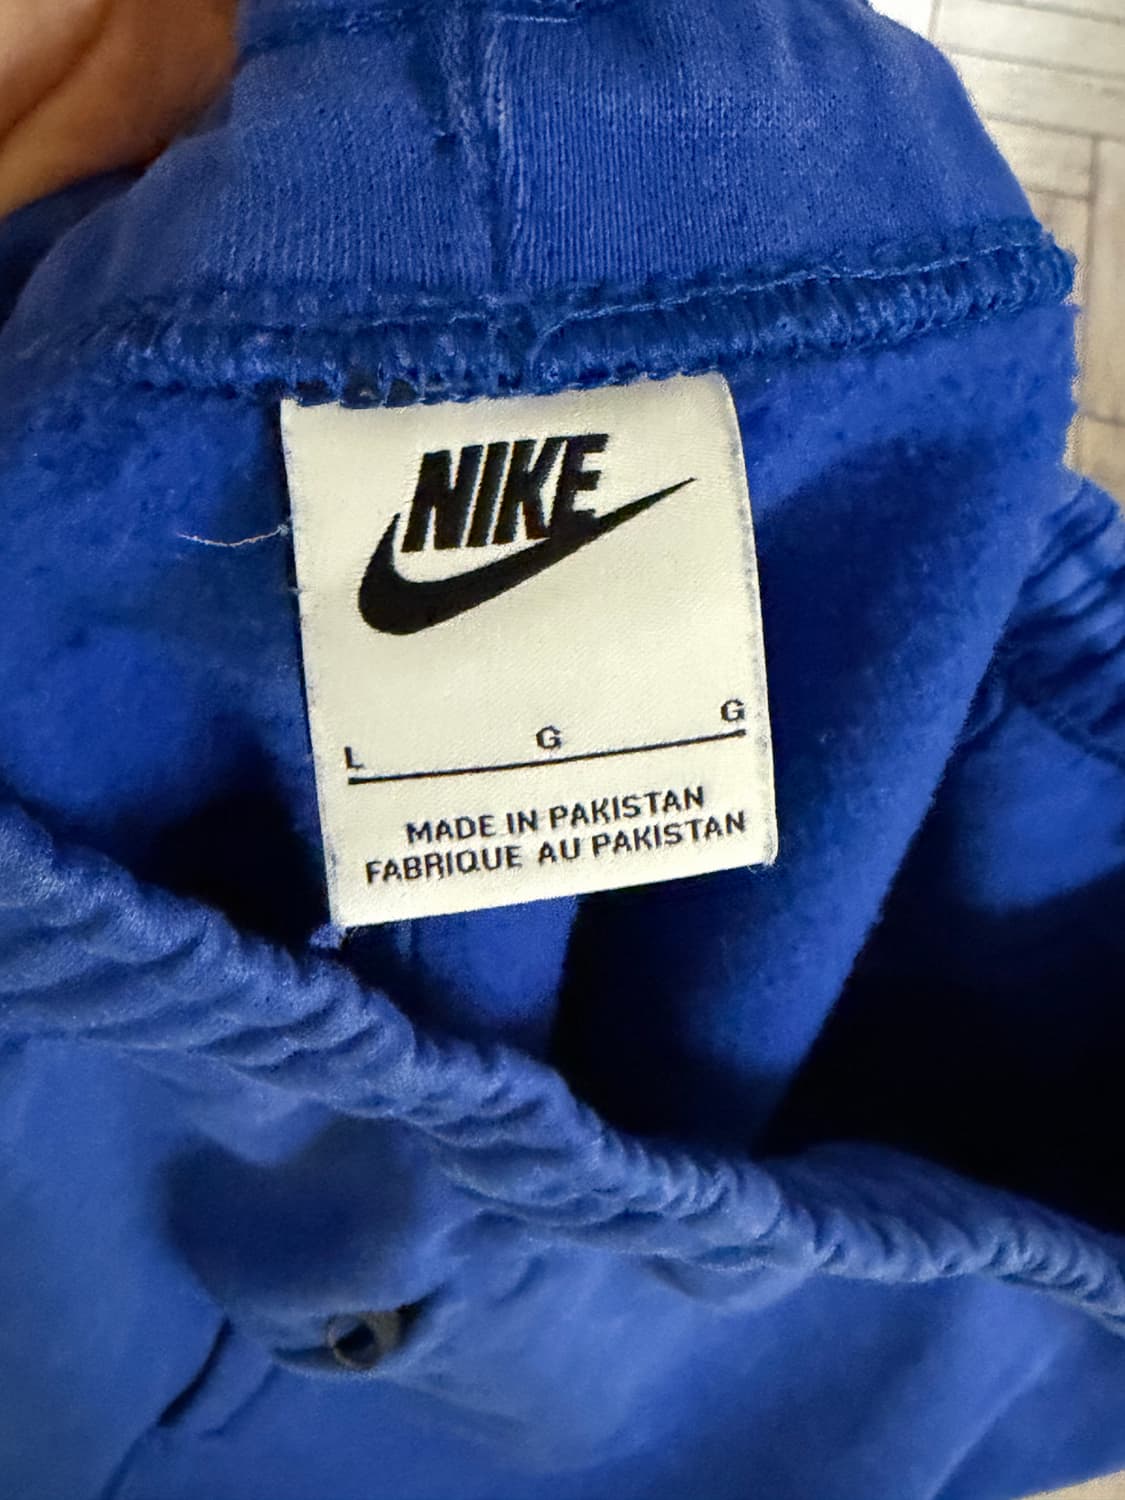 NIKE
L G G
MADE IN PAKISTAN
FABRIQUE AU PAKISTAN